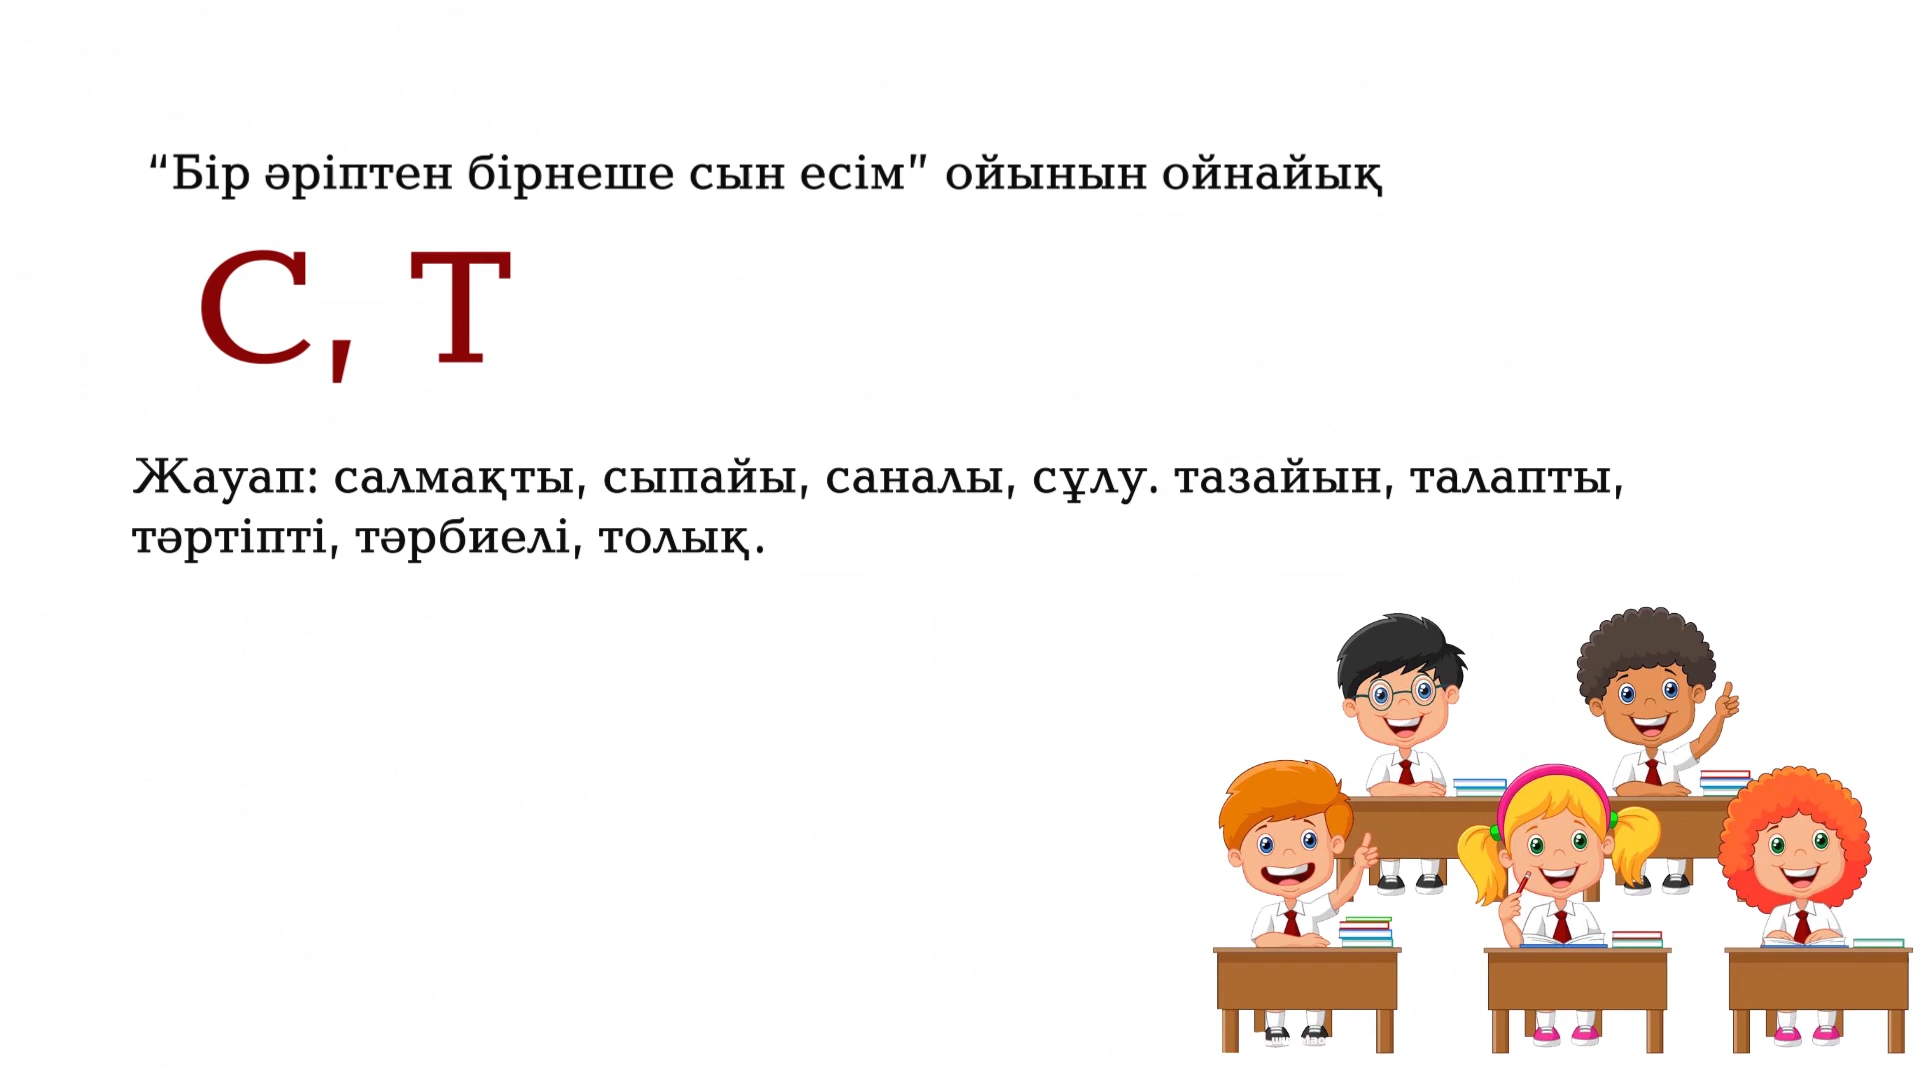 “Бір әріптен бірнеше сын есім” ойынын ойнайық
С, Т
Жауап: салмақты, сыпайы, саналы, сұлу. тазайын, талапты,
тәртіпті, тәрбиелі, толық.